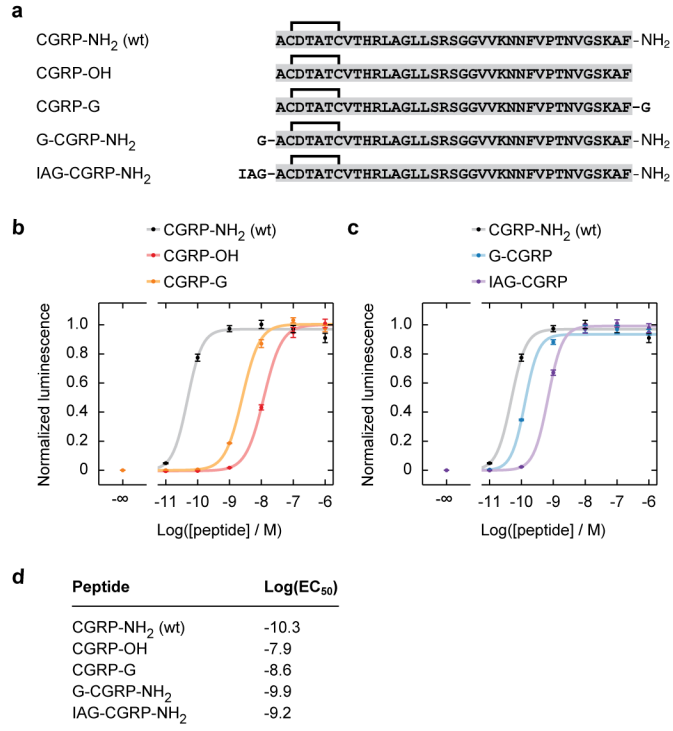 a
CGRP-NH2 (wt) ACDTATCVTHRLAGLLSRSGGVVKNNFVPTNVGSKAF-NH2
CGRP-OH ACDTATCVTHRLAGLLSRSGGVVKNNFVPTNVGSKAF
CGRP-G ACDTATCVTHRLAGLLSRSGGVVKNNFVPTNVGSKAF-G
G-CGRP-NH2 G-ACDTATCVTHRLAGLLSRSGGVVKNNFVPTNVGSKAF-NH2
IAG-CGRP-NH2 IAG-ACDTATCVTHRLAGLLSRSGGVVKNNFVPTNVGSKAF-NH2
b
CGRP-NH2 (wt)
CGRP-OH
CGRP-G
Normalized luminescence
1.0
0.8
0.6
0.4
0.2
0
-∞ -11 -10 -9 -8 -7 -6
Log([peptide] / M)
c
CGRP-NH2 (wt)
G-CGRP
IAG-CGRP
Normalized luminescence
1.0
0.8
0.6
0.4
0.2
0
-∞ -11 -10 -9 -8 -7 -6
Log([peptide] / M)
d
Peptide Log(EC50)
CGRP-NH2 (wt) -10.3
CGRP-OH -7.9
CGRP-G -8.6
G-CGRP-NH2 -9.9
IAG-CGRP-NH2 -9.2